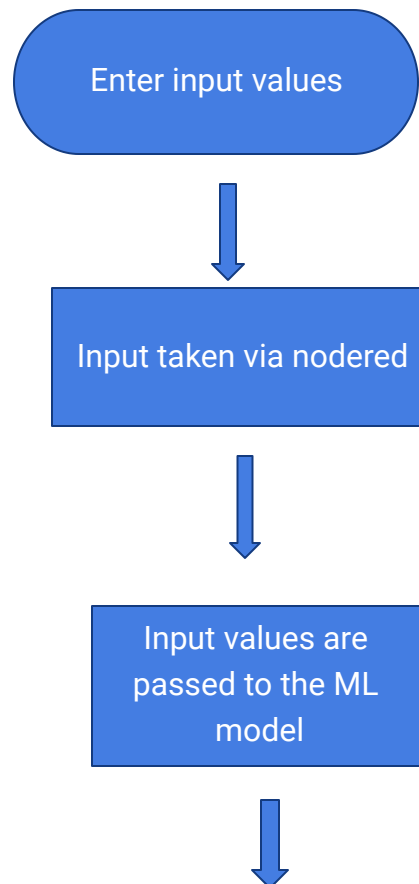 Enter input values
Input taken via nodered
Input values are
passed to the ML
model